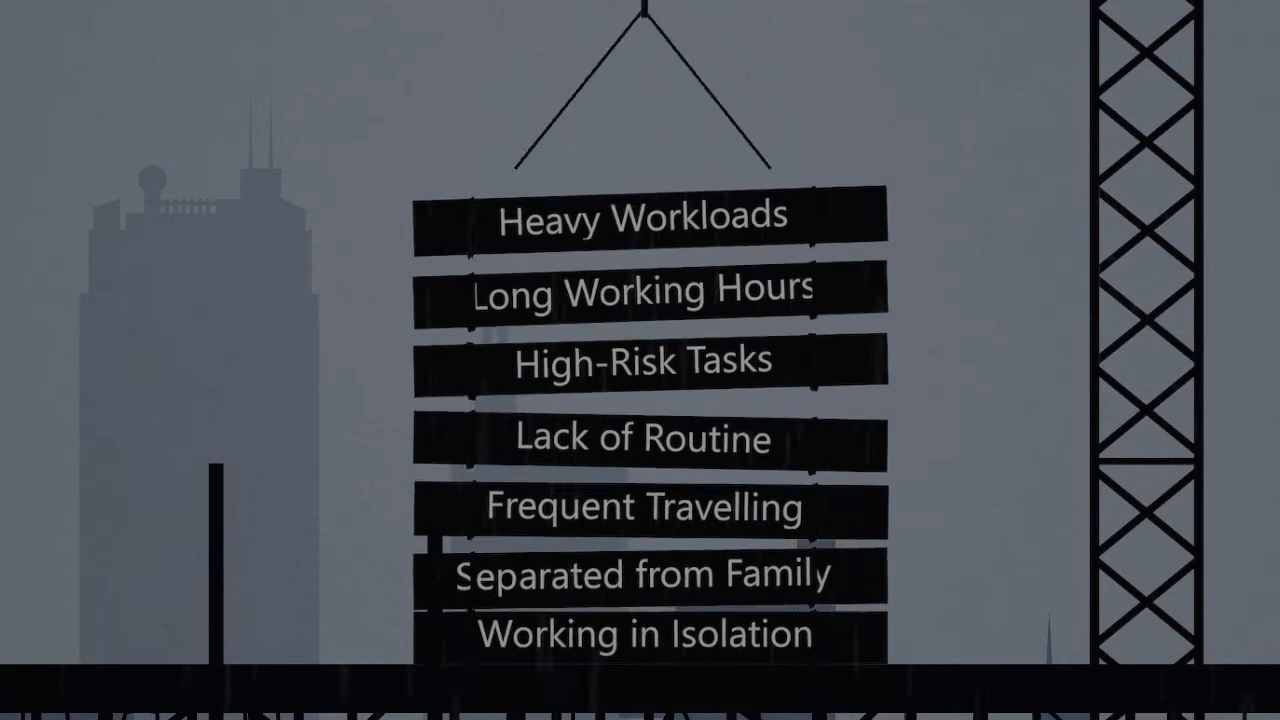 Heavy Workloads
Long Working Hours
High-Risk Tasks
Lack of Routine
Frequent Travelling
Separated from Family
Working in Isolation